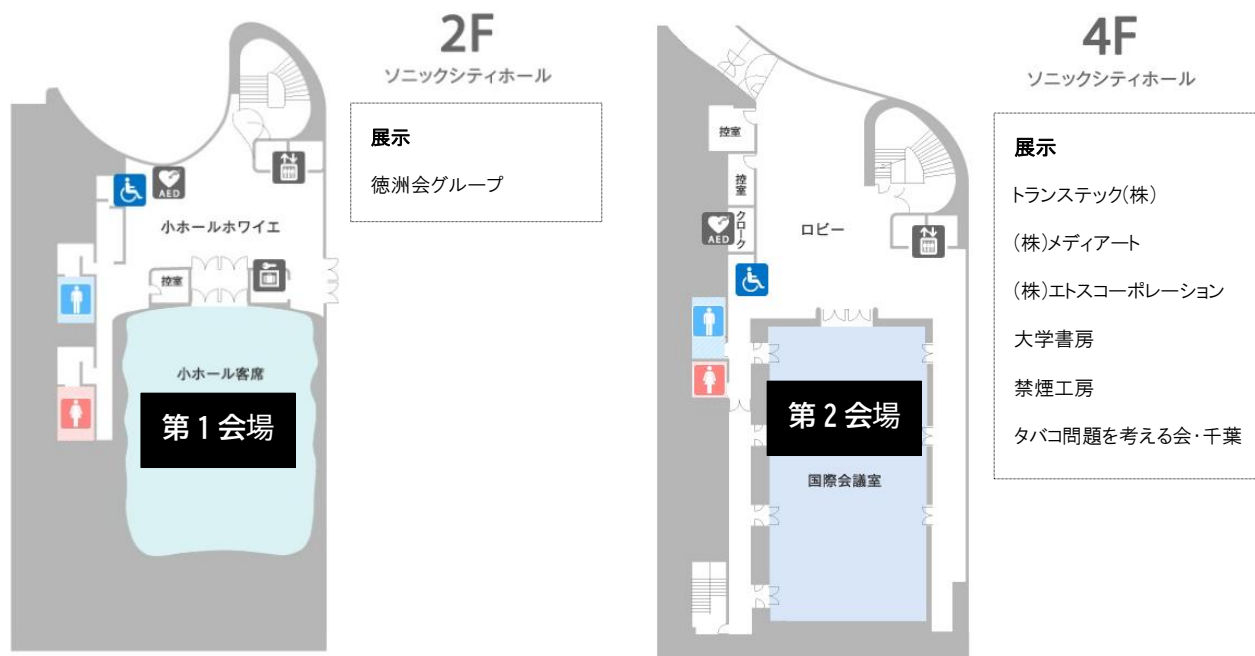 2F
ソニックシティホール
展示
徳洲会グループ
AED
小ホールホワイエ
控室
小ホール客席
第1会場
4F
ソニックシティホール
展示
トランステック(株)
(株)メディアート
(株)エトスコーポレーション
大学書房
禁煙工房
タバコ問題を考える会・千葉
控室
控室
クローク
AED
ロビー
第2会場
国際会議室